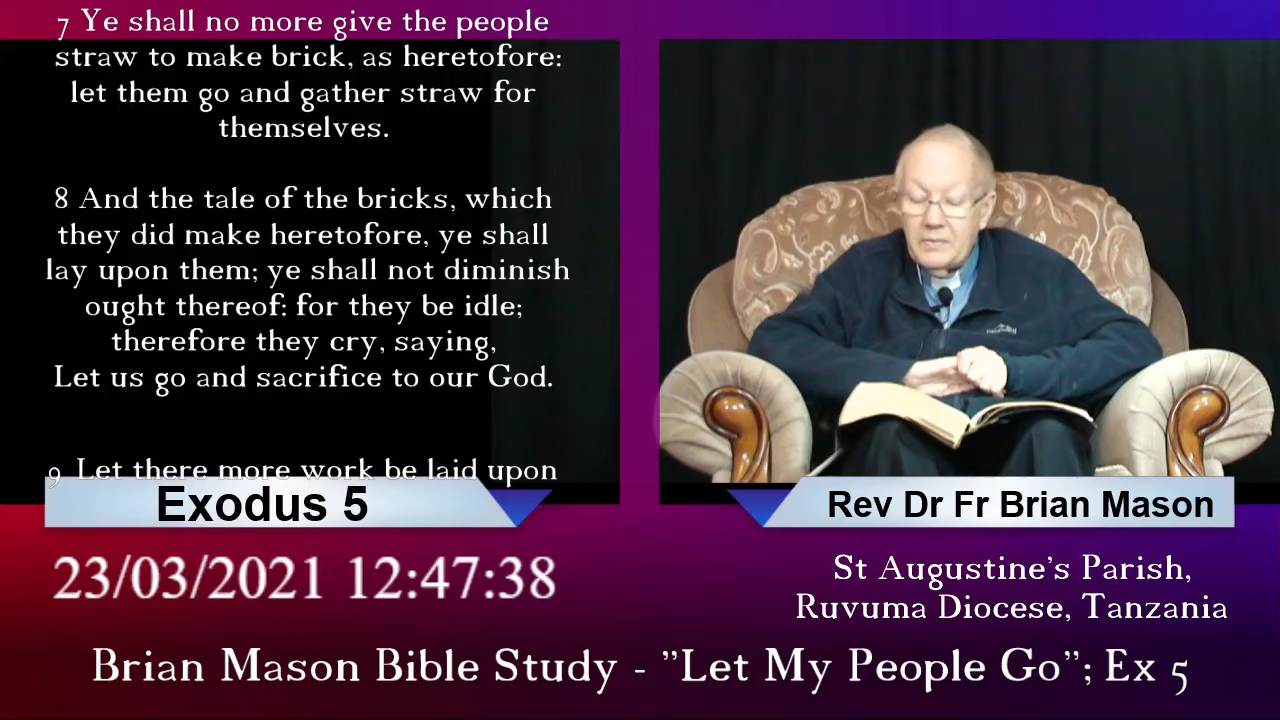 7 Ye shall no more give the people
straw to make brick, as heretofore:
let them go and gather straw for
themselves.
8 And the tale of the bricks, which
they did make heretofore, ye shall
lay upon them; ye shall not diminish
ought thereof: for they be idle;
therefore they cry, saying,
Let us go and sacrifice to our God.
9 Let there more work be laid upon
Exodus 5
Rev Dr Fr Brian Mason
23/03/2021 12:47:38
St Augustine's Parish,
Ruvuma Diocese, Tanzania
Brian Mason Bible Study - "Let My People Go"; Ex 5